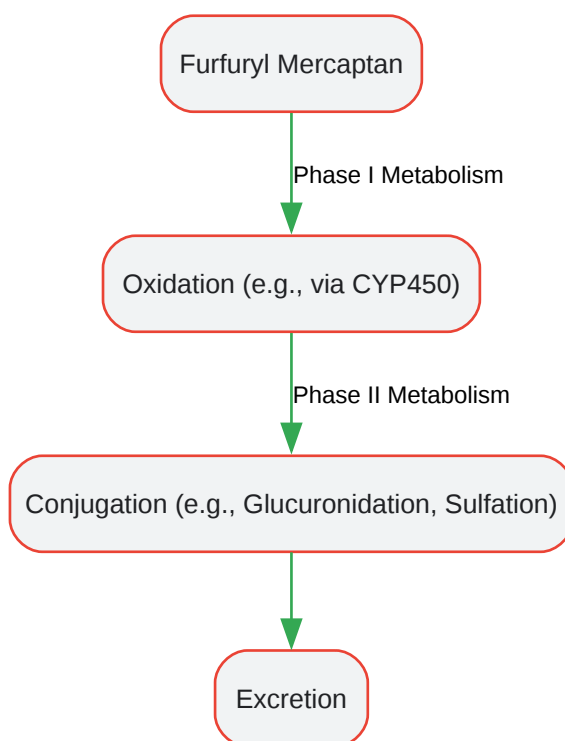 Furfuryl Mercaptan
Phase I Metabolism
Oxidation (e.g., via CYP450)
Phase II Metabolism
Conjugation (e.g., Glucuronidation, Sulfation)
Excretion